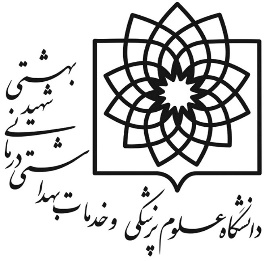 دانشگاه علوم پزشکی و خدمات بهداشتی درمانی
شهید
بهشتی